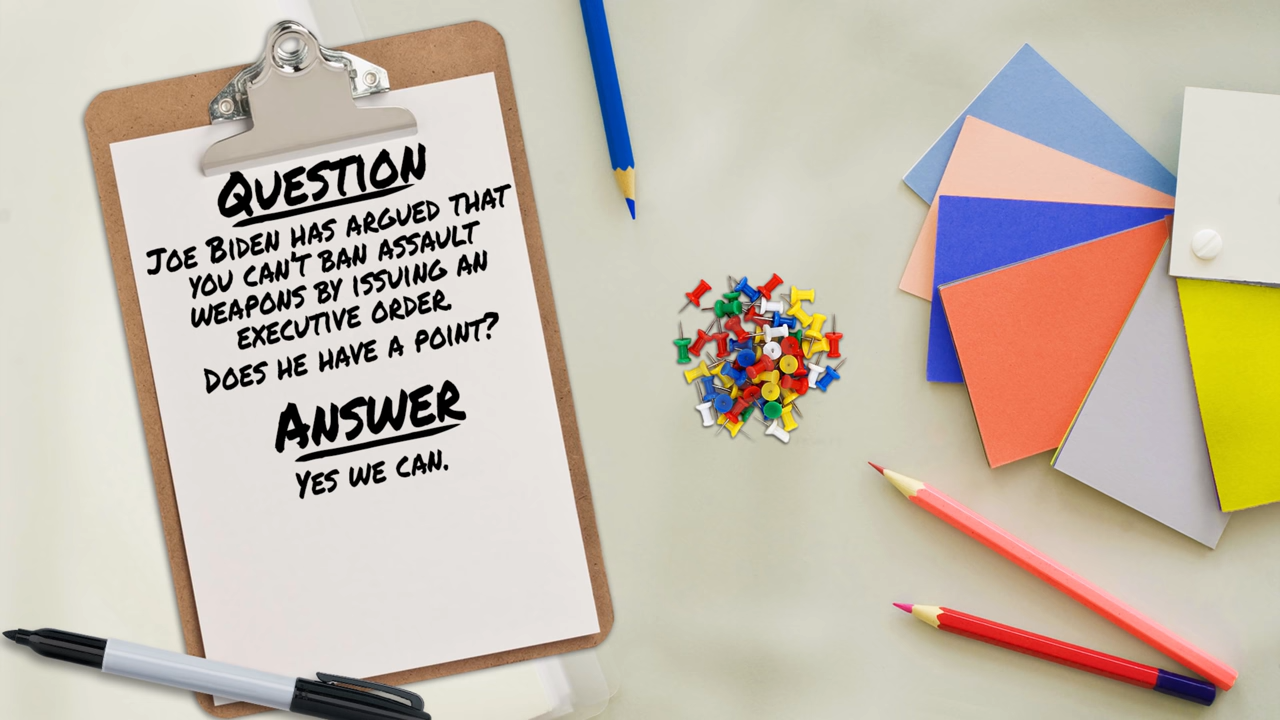 QUESTION
JOE BIDEN HAS ARGUED THAT
YOU CAN'T BAN ASSAULT
WEAPONS BY ISSUING AN
EXECUTIVE ORDER.
DOES HE HAVE A POINT?
ANSWER
YES WE CAN.